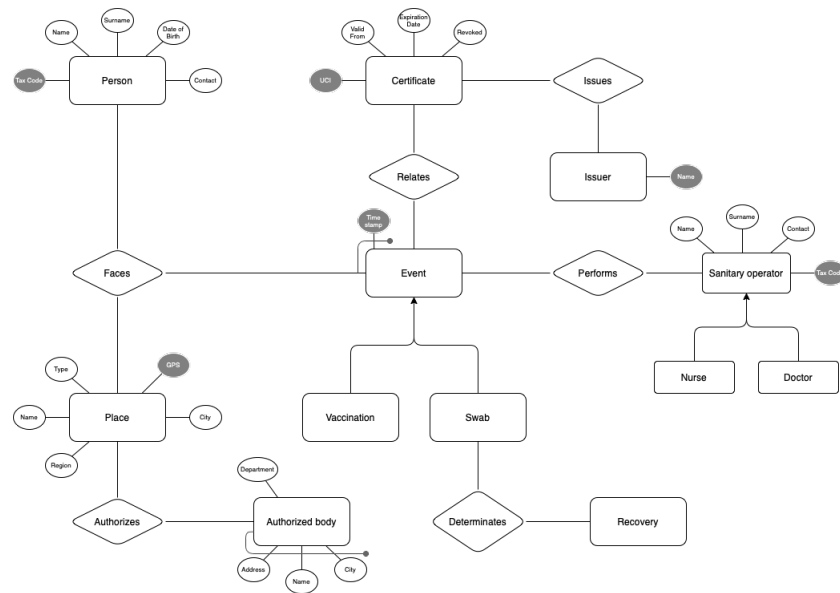 Surname
Expiration
Date
Name
Date of
Birth
Valid
From
Revoked
Tax Code
Person
Contact
UCI
Certificate
Issues
Relates
Issuer
Name
Time
stamp
Surname
Name
Contact
Faces
Event
Performs
Sanitary operator
Tax Code
Type
GPS
Nurse
Doctor
Name
Place
City
Vaccination
Swab
Region
Department
Authorizes
Authorized body
Determinates
Recovery
Address
Name
City